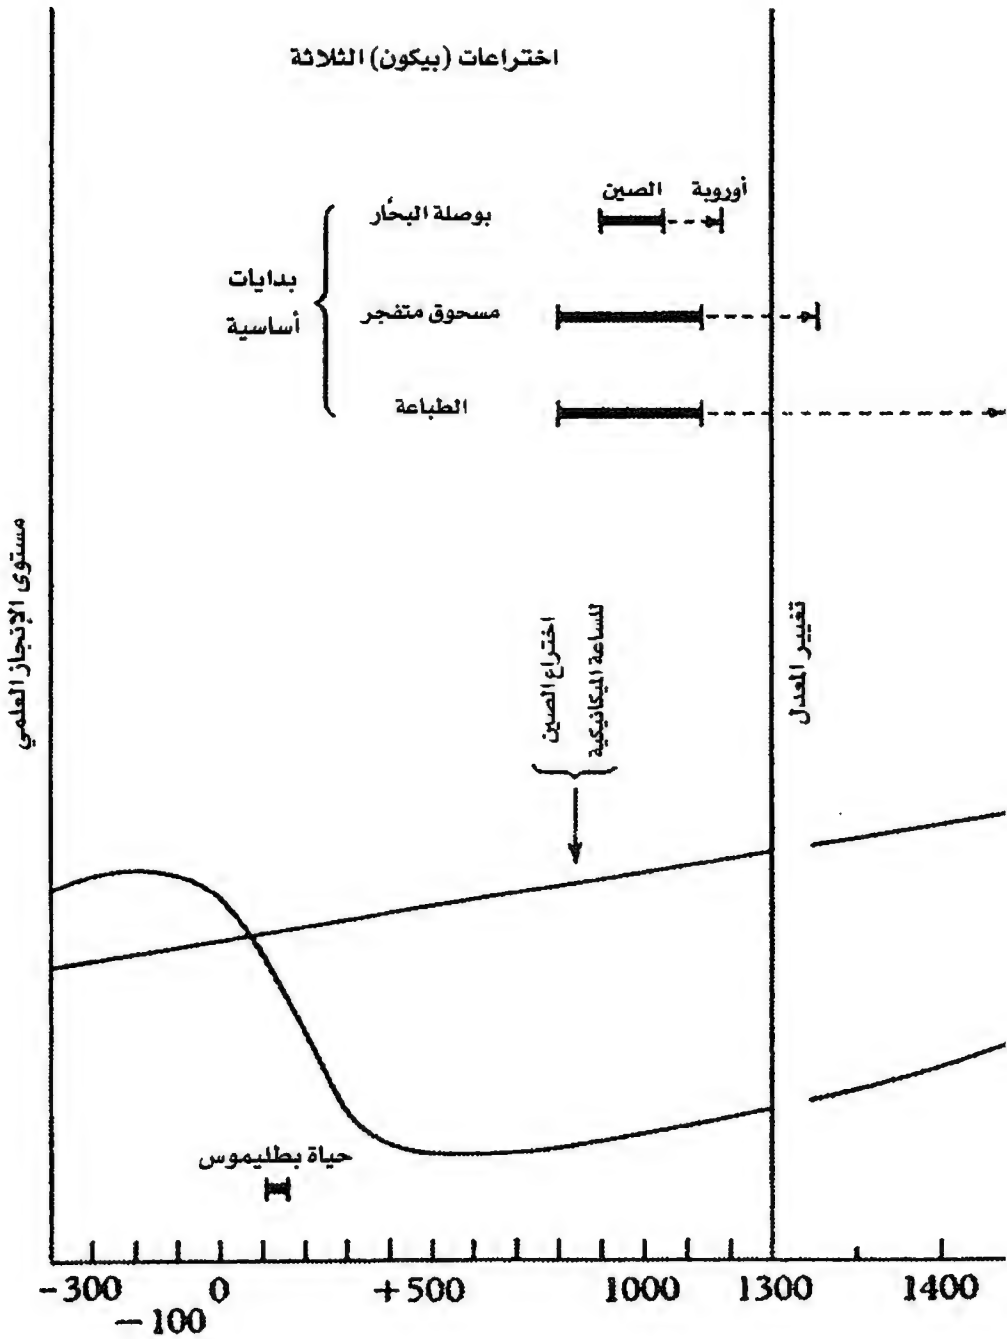 اختراعات (بيكون) الثلاثة
الصين
أوروبة
بوصلة البحَّار
بدايات
أساسية
مسحوق متفجر
الطباعة
مستوى الإنجاز العلمي
اختراع الصين
للساعة الميكانيكية
تغيير المعدل
حياة بطليموس
-300
-100
0
+500
1000
1300
1400